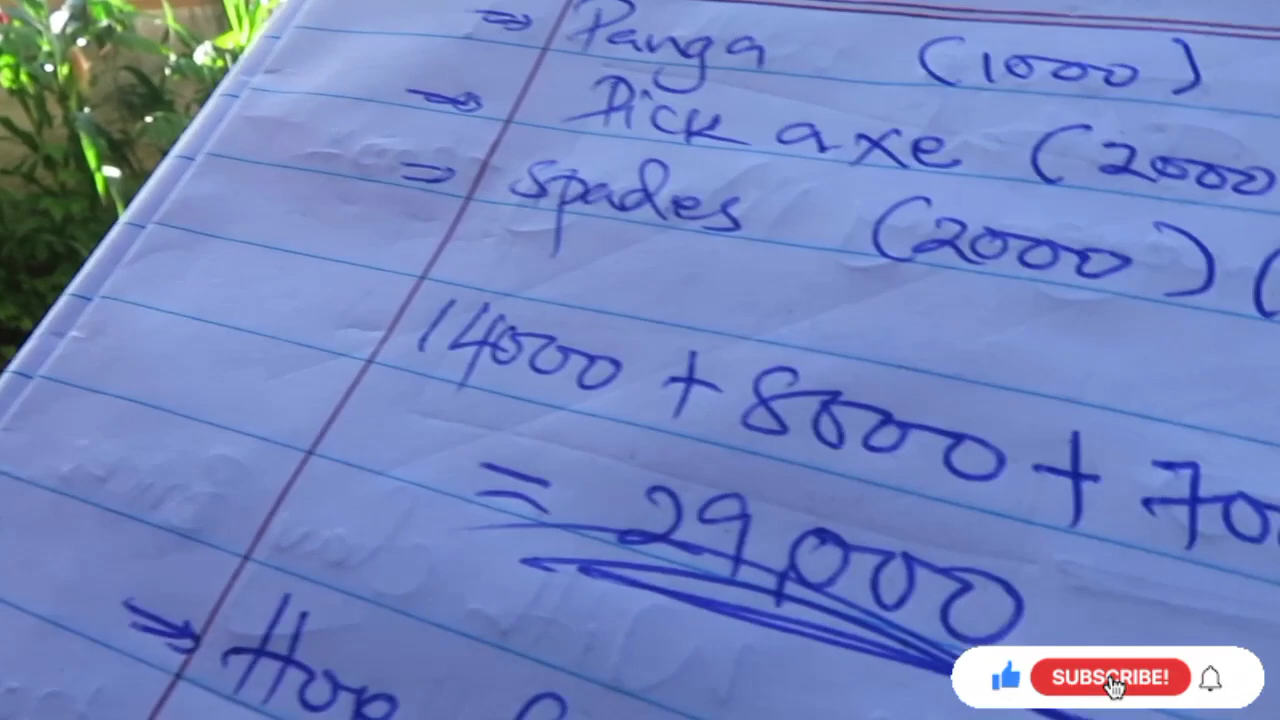 ⇒ Panga (1000)
⇒ Pick axe (2000
⇒ Spades (2000) (
14000 + 8000 + 70
= 29,000
⇒
SUBSCRIBE!